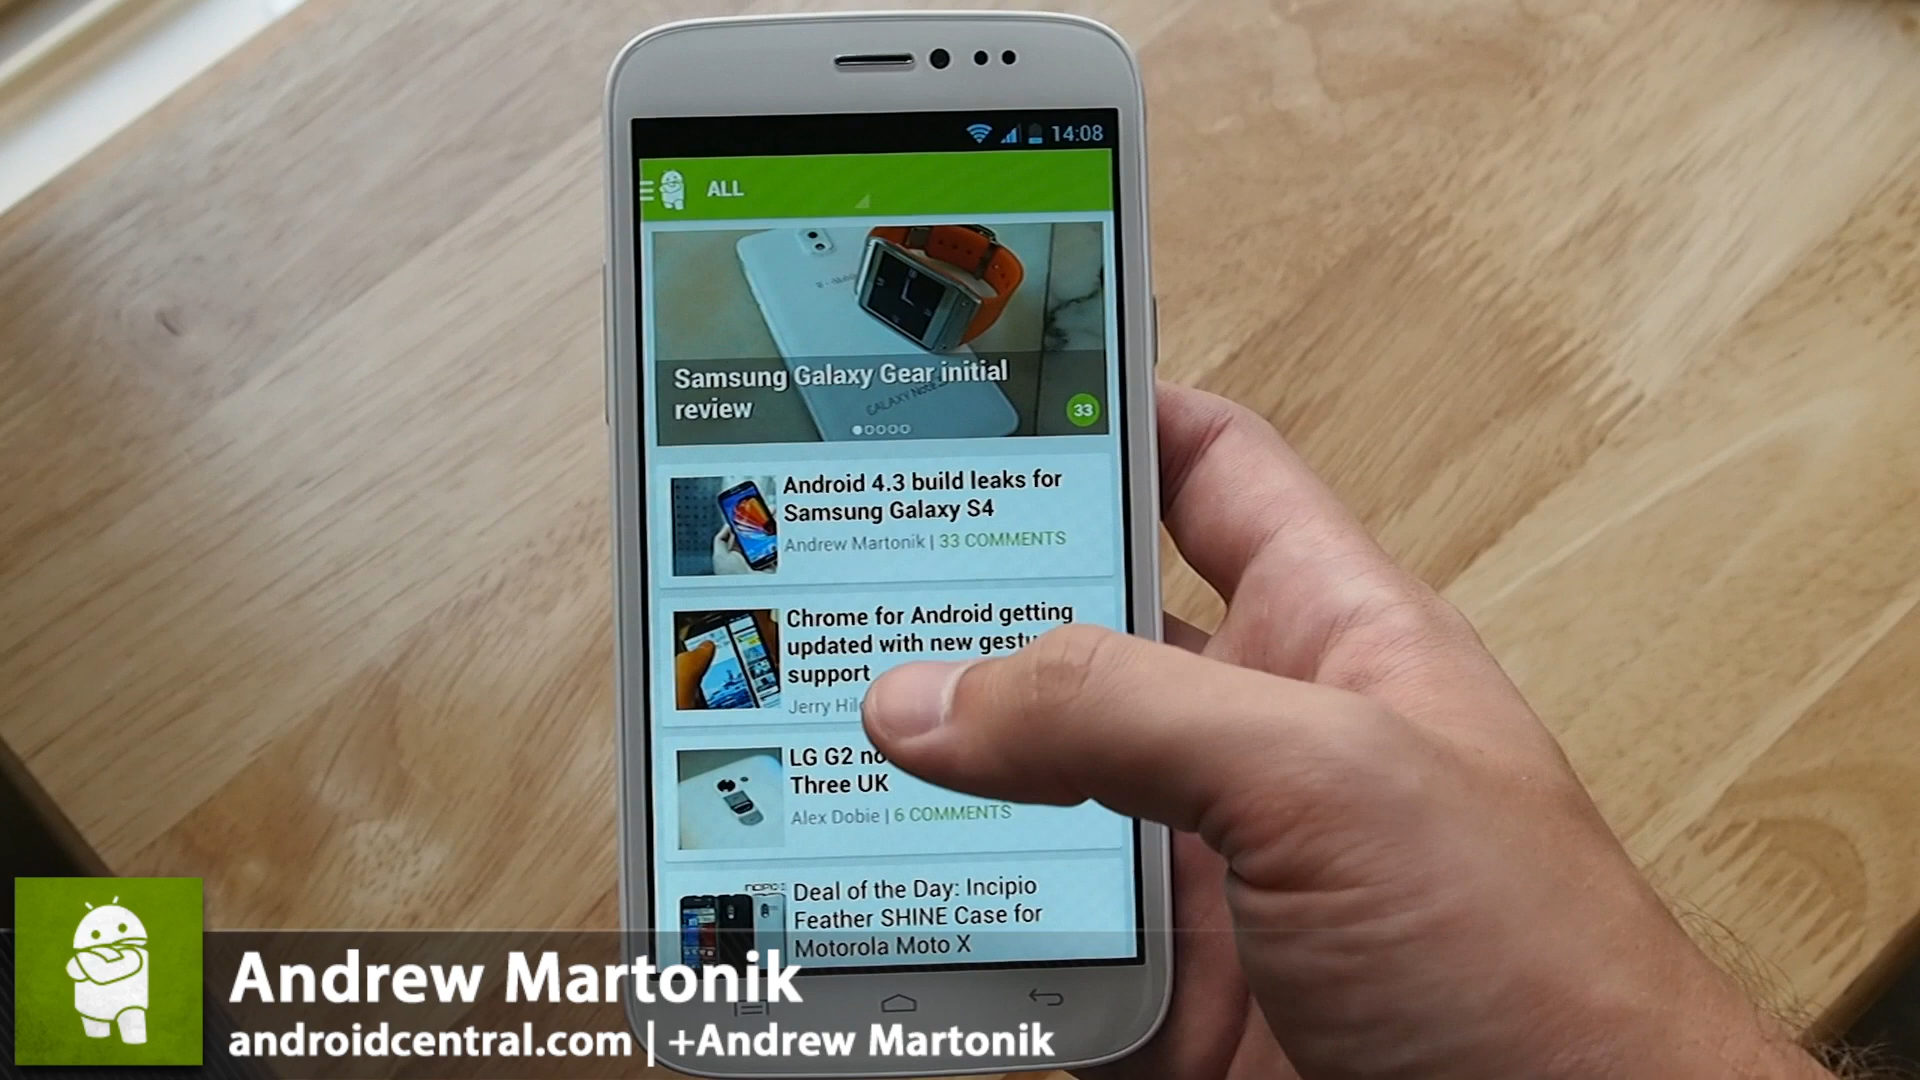 14:08
ALL
Samsung Galaxy Gear initial
review
33
Android 4.3 build leaks for
Samsung Galaxy S4
Andrew Martonik | 33 COMMENTS
Chrome for Android getting
updated with new
support
Jerry
LG G2
Three UK
Alex Dobie | 6 COMMENTS
Deal of the Day: Incipio
Feather SHINE Case for
Motorola Moto X
Andrew Martonik
androidcentral.com | +Andrew Martonik